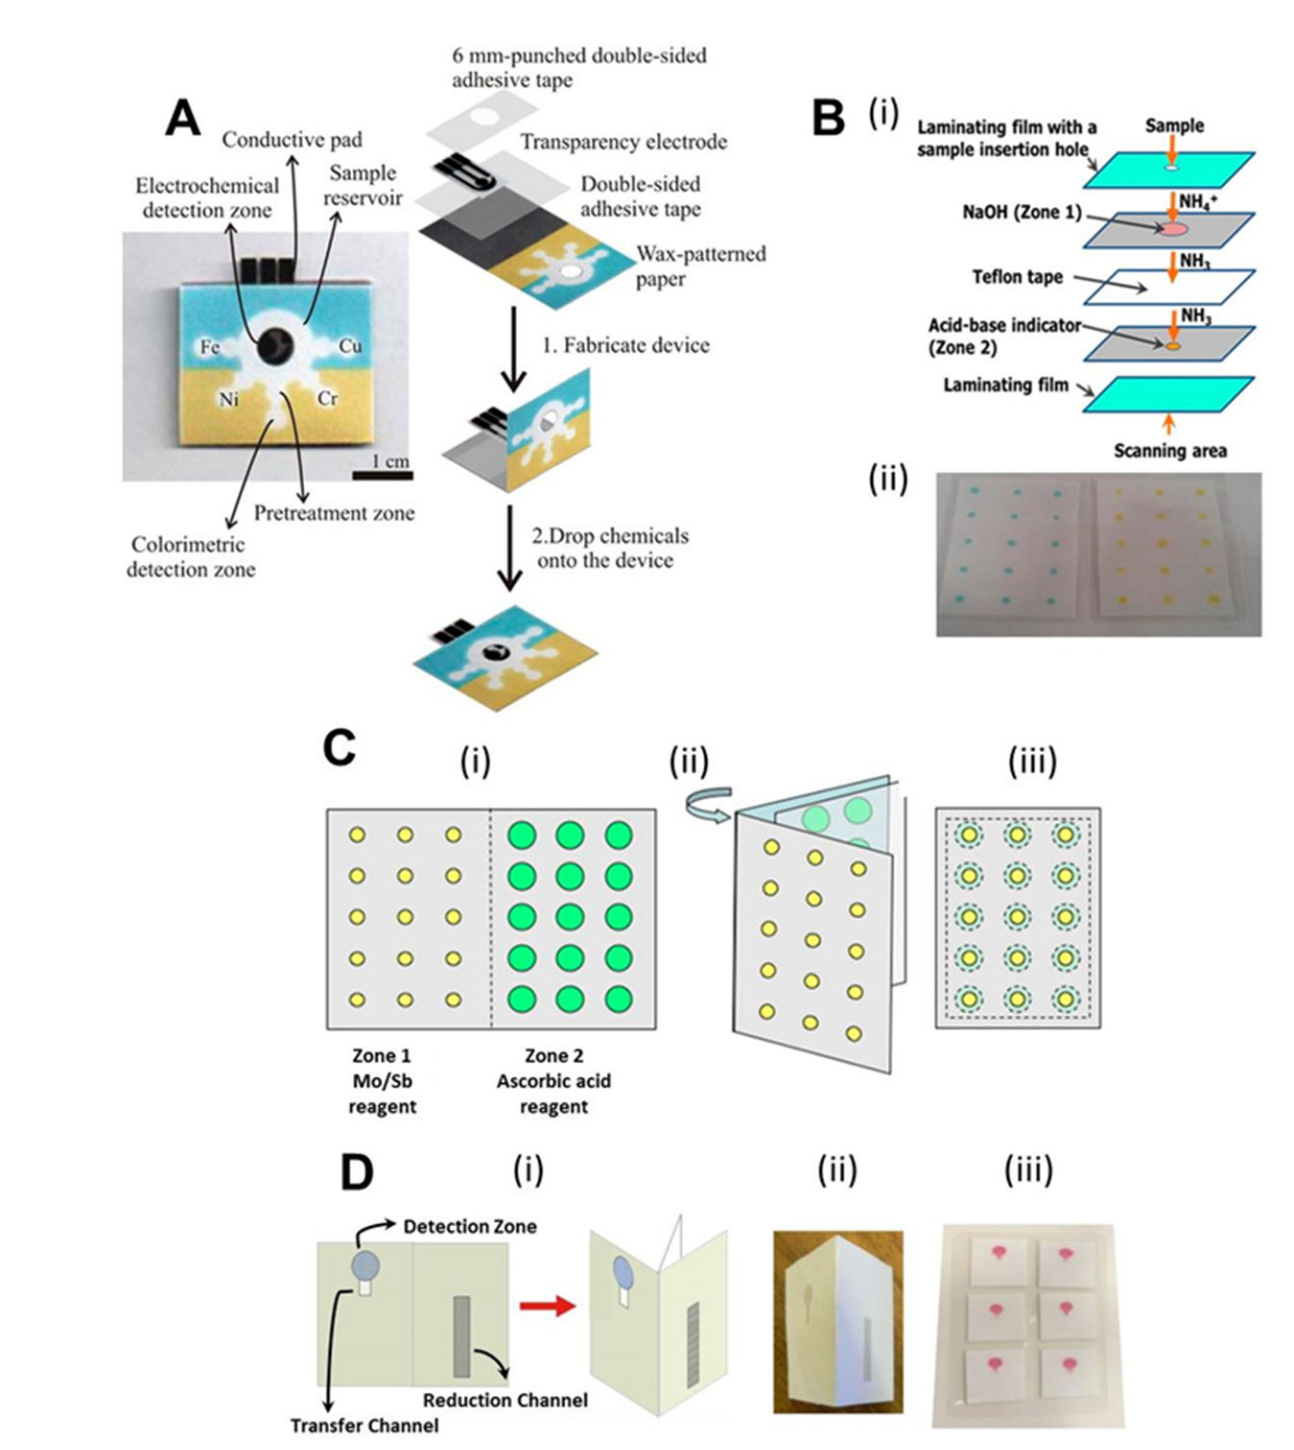 A
6 mm-punched double-sided
adhesive tape
Conductive pad
Transparency electrode
Electrochemical
detection zone
Sample
reservoir
Double-sided
adhesive tape
Wax-patterned
paper
Fe
Cu
Ni
Cr
1 cm
Pretreatment zone
Colorimetric
detection zone
1. Fabricate device
2.Drop chemicals
onto the device
B
(i)
Laminating film with a
sample insertion hole
Sample
NH₄⁺
NaOH (Zone 1)
NH₃
Teflon tape
NH₃
Acid-base indicator
(Zone 2)
Laminating film
Scanning area
(ii)
C
(i)
(ii)
(iii)
Zone 1
Mo/Sb
reagent
Zone 2
Ascorbic acid
reagent
D
(i)
(ii)
(iii)
Detection Zone
Reduction Channel
Transfer Channel